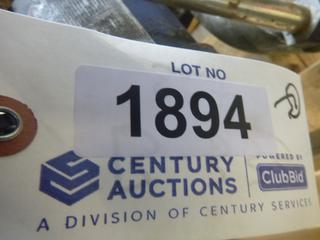 LOT NO
1894
CENTURY AUCTIONS
POWERED BY
ClubBid
A DIVISION OF CENTURY SERVICES